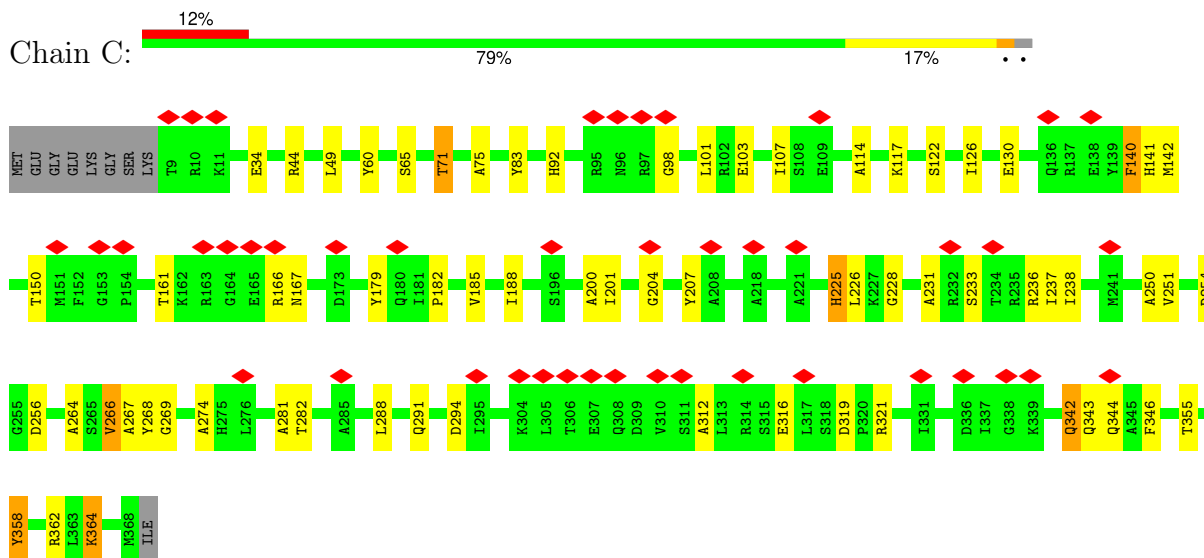 12%
Chain C:
79% 17% • •
MET GLU GLY GLU LYS GLY SER LYS T9 R10 K11 E34 R44 L49 Y60 S65 T71 A75 Y83 H92 R95 N96 R97 G98 L101 R102 E103 I107 S108 E109 A114 K117 S122 I126 E130 Q136 R137 E138 Y139 F140 H141 M142
T150 M151 F152 G153 P154 T161 K162 R163 G164 E165 R166 N167 D173 Y179 Q180 I181 P182 V185 I188 S196 A200 I201 G204 Y207 A208 A218 A221 H225 L226 K227 G228 A231 R232 S233 T234 R235 R236 I237 I238 M241 A250 V251
G255 D256 A264 S265 V266 A267 Y268 G269 A274 H275 L276 A281 T282 A285 L288 Q291 D294 I295 K304 L305 T306 E307 Q308 D309 V310 S311 A312 L313 R314 S315 E316 L317 S318 D319 P320 R321 I331 D336 I337 G338 K339 Q342 Q343 Q344 A345 F346 T355
Y358 R362 L363 K364 M368 ILE